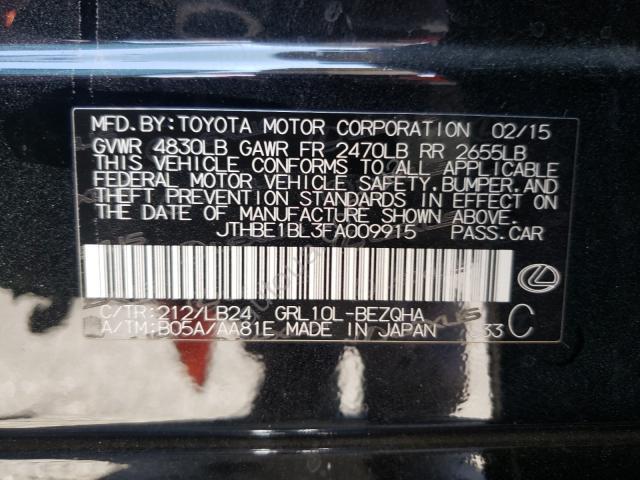 MFD.BY:TOYOTA MOTOR CORPORATION 02/15
GVWR 4830LB GAWR FR 2470LB RR 2655LB
THIS VEHICLE CONFORMS TO ALL APPLICABLE
FEDERAL MOTOR VEHICLE SAFETY,BUMPER,AND
THEFT PREVENTION STANDARDS IN EFFECT ON
THE DATE OF MANUFACTURE SHOWN ABOVE.
JTHBE1BL3FA009915 PASS.CAR
C/TR:212/LB24 GRL10L-BEZQHA
A/TM:B05A/AA81E MADE IN JAPAN 33 C